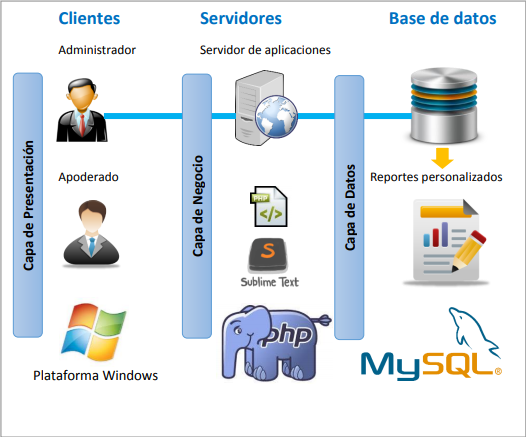 Clientes
Servidores
Base de datos
Administrador
Servidor de aplicaciones
Capa de Presentación
Capa de Negocio
Capa de Datos
Apoderado
PHP
</>
Reportes personalizados
S
Sublime Text
php
MySQL®
Plataforma Windows